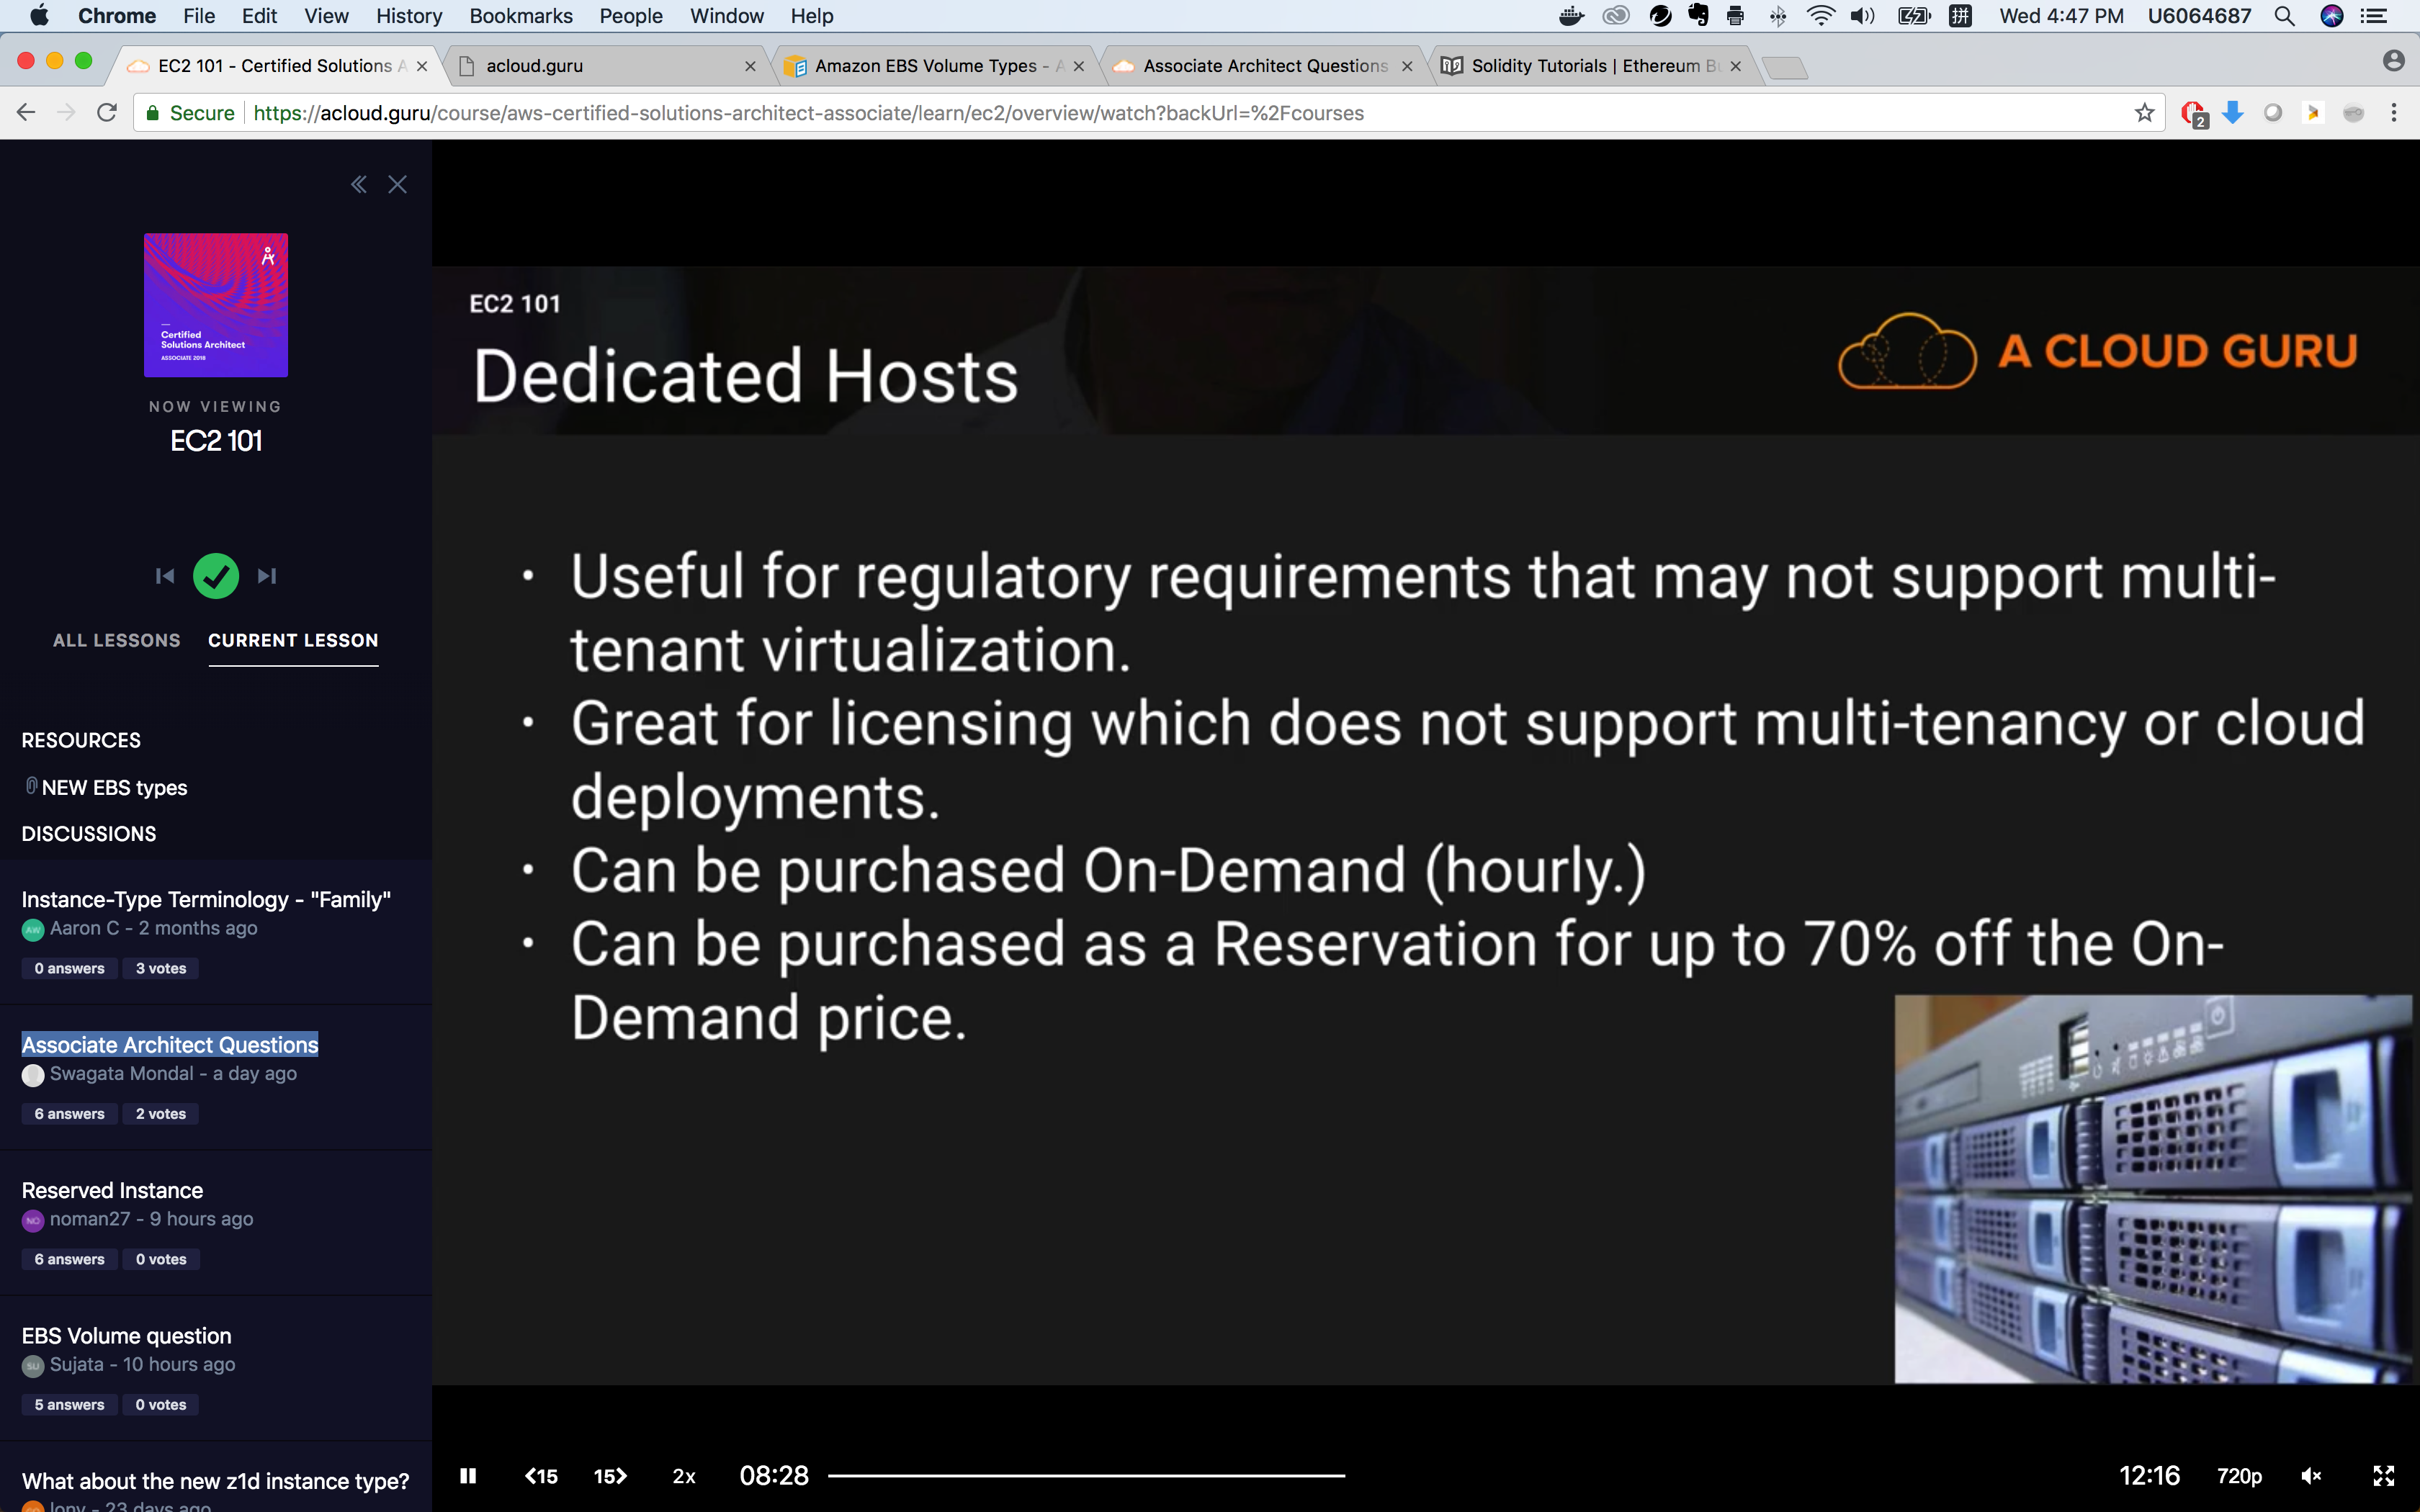 Chrome File Edit View History Bookmarks People Window Help
拼 Wed 4:47 PM U6064687
EC2 101 - Certified Solutions A
acloud.guru
Amazon EBS Volume Types - A
Associate Architect Questions
Solidity Tutorials | Ethereum Bu
Secure https://acloud.guru/course/aws-certified-solutions-architect-associate/learn/ec2/overview/watch?backUrl=%2Fcourses
2
Certified
Solutions Architect
ASSOCIATE 2018
NOW VIEWING
EC2 101
ALL LESSONS CURRENT LESSON
RESOURCES
NEW EBS types
DISCUSSIONS
Instance-Type Terminology - "Family"
AW Aaron C - 2 months ago
0 answers 3 votes
Associate Architect Questions
Swagata Mondal - a day ago
6 answers 2 votes
Reserved Instance
NO noman27 - 9 hours ago
6 answers 0 votes
EBS Volume question
SU Sujata - 10 hours ago
5 answers 0 votes
What about the new z1d instance type?
23 days ago
EC2 101
Dedicated Hosts
A CLOUD GURU
• Useful for regulatory requirements that may not support multi-
tenant virtualization.
• Great for licensing which does not support multi-tenancy or cloud
deployments.
• Can be purchased On-Demand (hourly.)
• Can be purchased as a Reservation for up to 70% off the On-
Demand price.
15 15 2x 08:28 12:16 720p